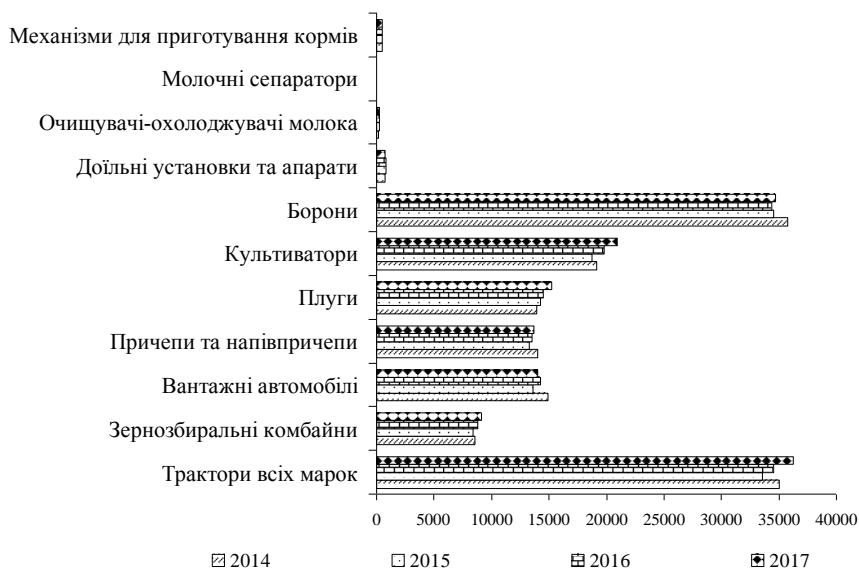 Механізми для приготування кормів
Молочні сепаратори
Очищувачі-охолоджувачі молока
Доїльні установки та апарати
Борони
Культиватори
Плуги
Причепи та напівпричепи
Вантажні автомобілі
Зернозбиральні комбайни
Трактори всіх марок
0 5000 10000 15000 20000 25000 30000 35000 40000
2014 2015 2016 2017